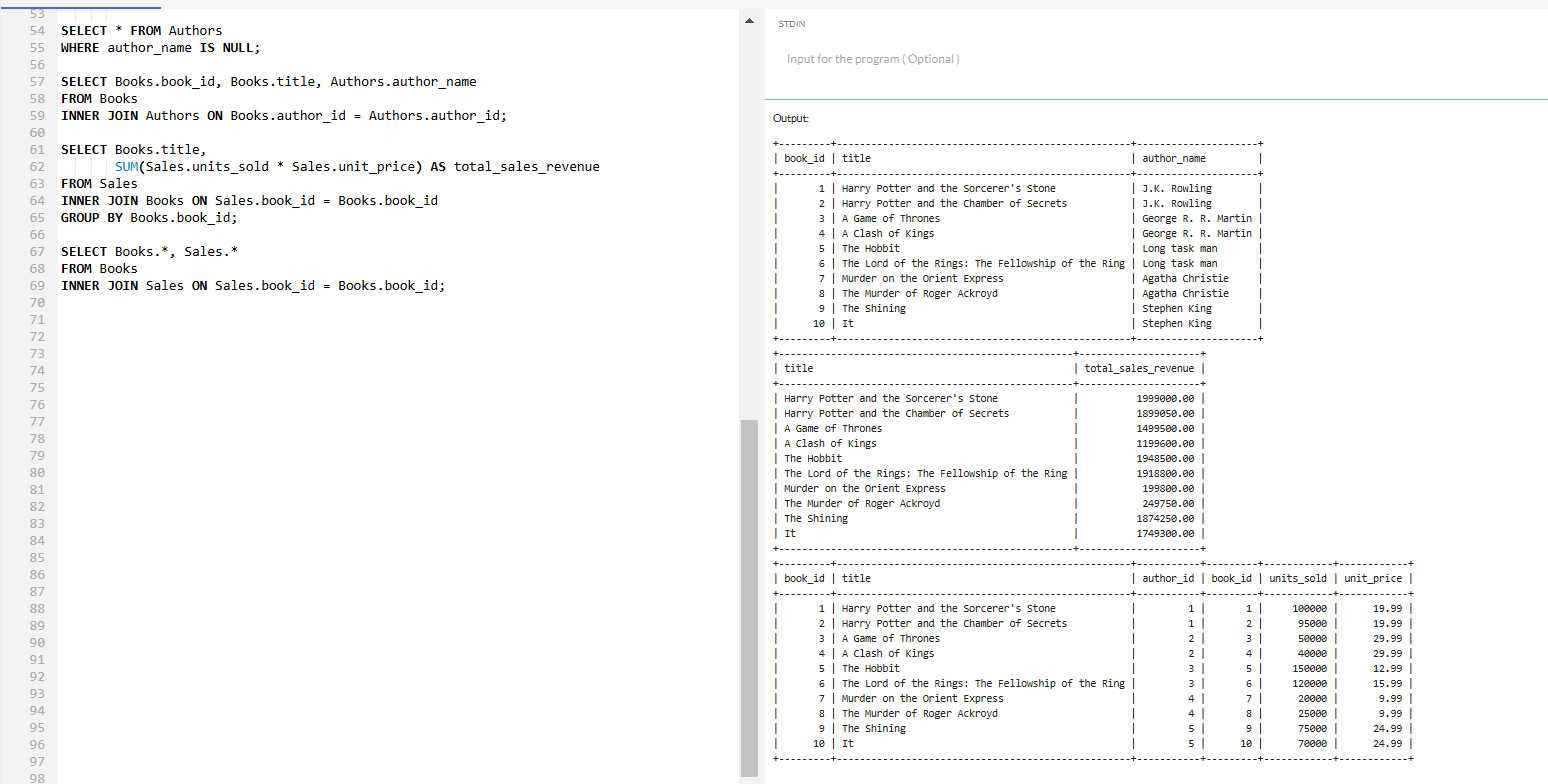 53
54 SELECT * FROM Authors
55 WHERE author_name IS NULL;
56
57 SELECT Books.book_id, Books.title, Authors.author_name
58 FROM Books
59 INNER JOIN Authors ON Books.author_id = Authors.author_id;
60
61 SELECT Books.title,
62        SUM(Sales.units_sold * Sales.unit_price) AS total_sales_revenue
63 FROM Sales
64 INNER JOIN Books ON Sales.book_id = Books.book_id
65 GROUP BY Books.book_id;
66
67 SELECT Books.*, Sales.*
68 FROM Books
69 INNER JOIN Sales ON Sales.book_id = Books.book_id;
70
71
72
73
74
75
76
77
78
79
80
81
82
83
84
85
86
87
88
89
90
91
92
93
94
95
96
97
98
STDIN
Input for the program ( Optional )
Output:
+---------+---------------------------------------------------+---------------------+
| book_id | title | author_name |
+---------+---------------------------------------------------+---------------------+
| 1 | Harry Potter and the Sorcerer's Stone | J.K. Rowling |
| 2 | Harry Potter and the Chamber of Secrets | J.K. Rowling |
| 3 | A Game of Thrones | George R. R. Martin |
| 4 | A Clash of Kings | George R. R. Martin |
| 5 | The Hobbit | Long task man |
| 6 | The Lord of the Rings: The Fellowship of the Ring | Long task man |
| 7 | Murder on the Orient Express | Agatha Christie |
| 8 | The Murder of Roger Ackroyd | Agatha Christie |
| 9 | The Shining | Stephen King |
| 10 | It | Stephen King |
+---------+---------------------------------------------------+---------------------+
+---------------------------------------------------+---------------------+
| title | total_sales_revenue |
+---------------------------------------------------+---------------------+
| Harry Potter and the Sorcerer's Stone | 1999000.00 |
| Harry Potter and the Chamber of Secrets | 1899050.00 |
| A Game of Thrones | 1499500.00 |
| A Clash of Kings | 1199600.00 |
| The Hobbit | 1948500.00 |
| The Lord of the Rings: The Fellowship of the Ring | 1918800.00 |
| Murder on the Orient Express | 199800.00 |
| The Murder of Roger Ackroyd | 249750.00 |
| The Shining | 1874250.00 |
| It | 1749300.00 |
+---------------------------------------------------+---------------------+
+---------+---------------------------------------------------+-----------+---------+------------+------------+
| book_id | title | author_id | book_id | units_sold | unit_price |
+---------+---------------------------------------------------+-----------+---------+------------+------------+
| 1 | Harry Potter and the Sorcerer's Stone | 1 | 1 | 100000 | 19.99 |
| 2 | Harry Potter and the Chamber of Secrets | 1 | 2 | 95000 | 19.99 |
| 3 | A Game of Thrones | 2 | 3 | 50000 | 29.99 |
| 4 | A Clash of Kings | 2 | 4 | 40000 | 29.99 |
| 5 | The Hobbit | 3 | 5 | 150000 | 12.99 |
| 6 | The Lord of the Rings: The Fellowship of the Ring | 3 | 6 | 120000 | 15.99 |
| 7 | Murder on the Orient Express | 4 | 7 | 20000 | 9.99 |
| 8 | The Murder of Roger Ackroyd | 4 | 8 | 25000 | 9.99 |
| 9 | The Shining | 5 | 9 | 75000 | 24.99 |
| 10 | It | 5 | 10 | 70000 | 24.99 |
+---------+---------------------------------------------------+-----------+---------+------------+------------+